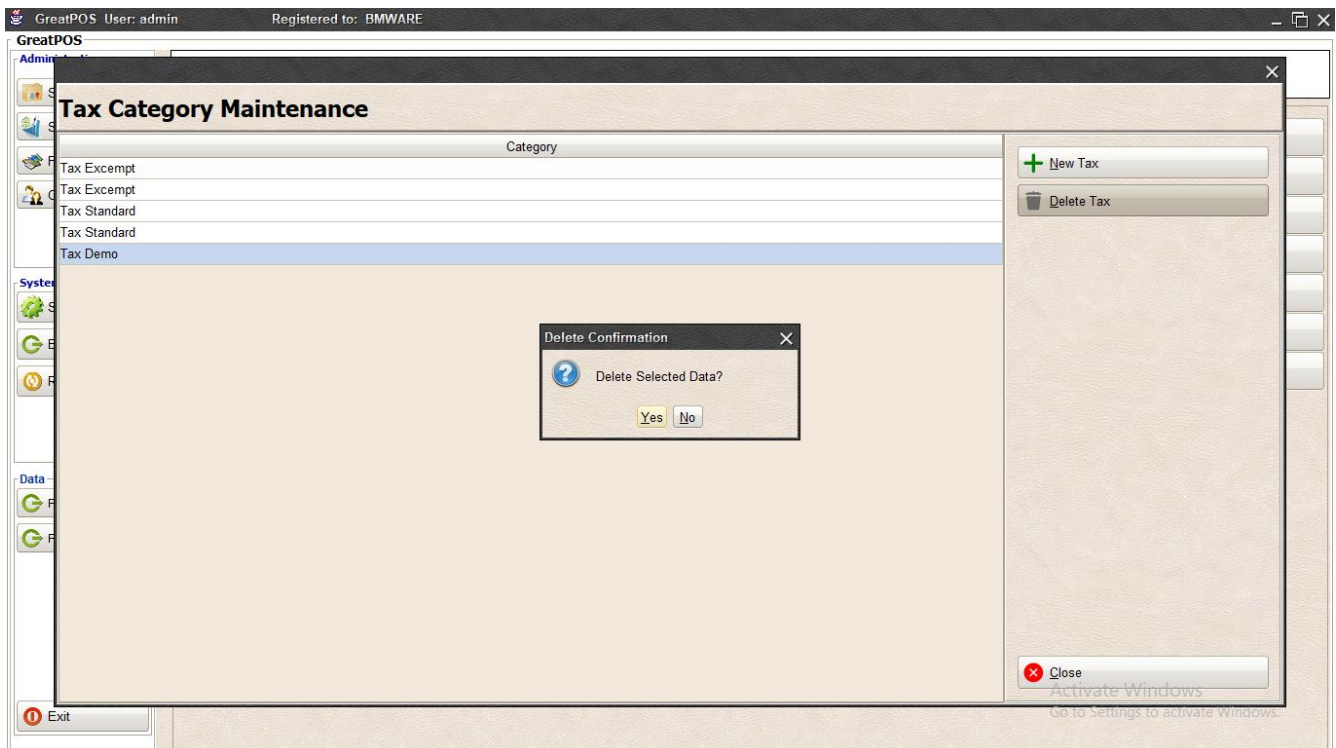 GreatPOS User: admin Registered to: BMWARE
GreatPOS
Tax Category Maintenance
Category
Tax Excempt
Tax Excempt
Tax Standard
Tax Standard
Tax Demo
New Tax
Delete Tax
Delete Confirmation
Delete Selected Data?
Yes No
Data
Close
Exit
Activate Windows
Go to Settings to activate Windows.